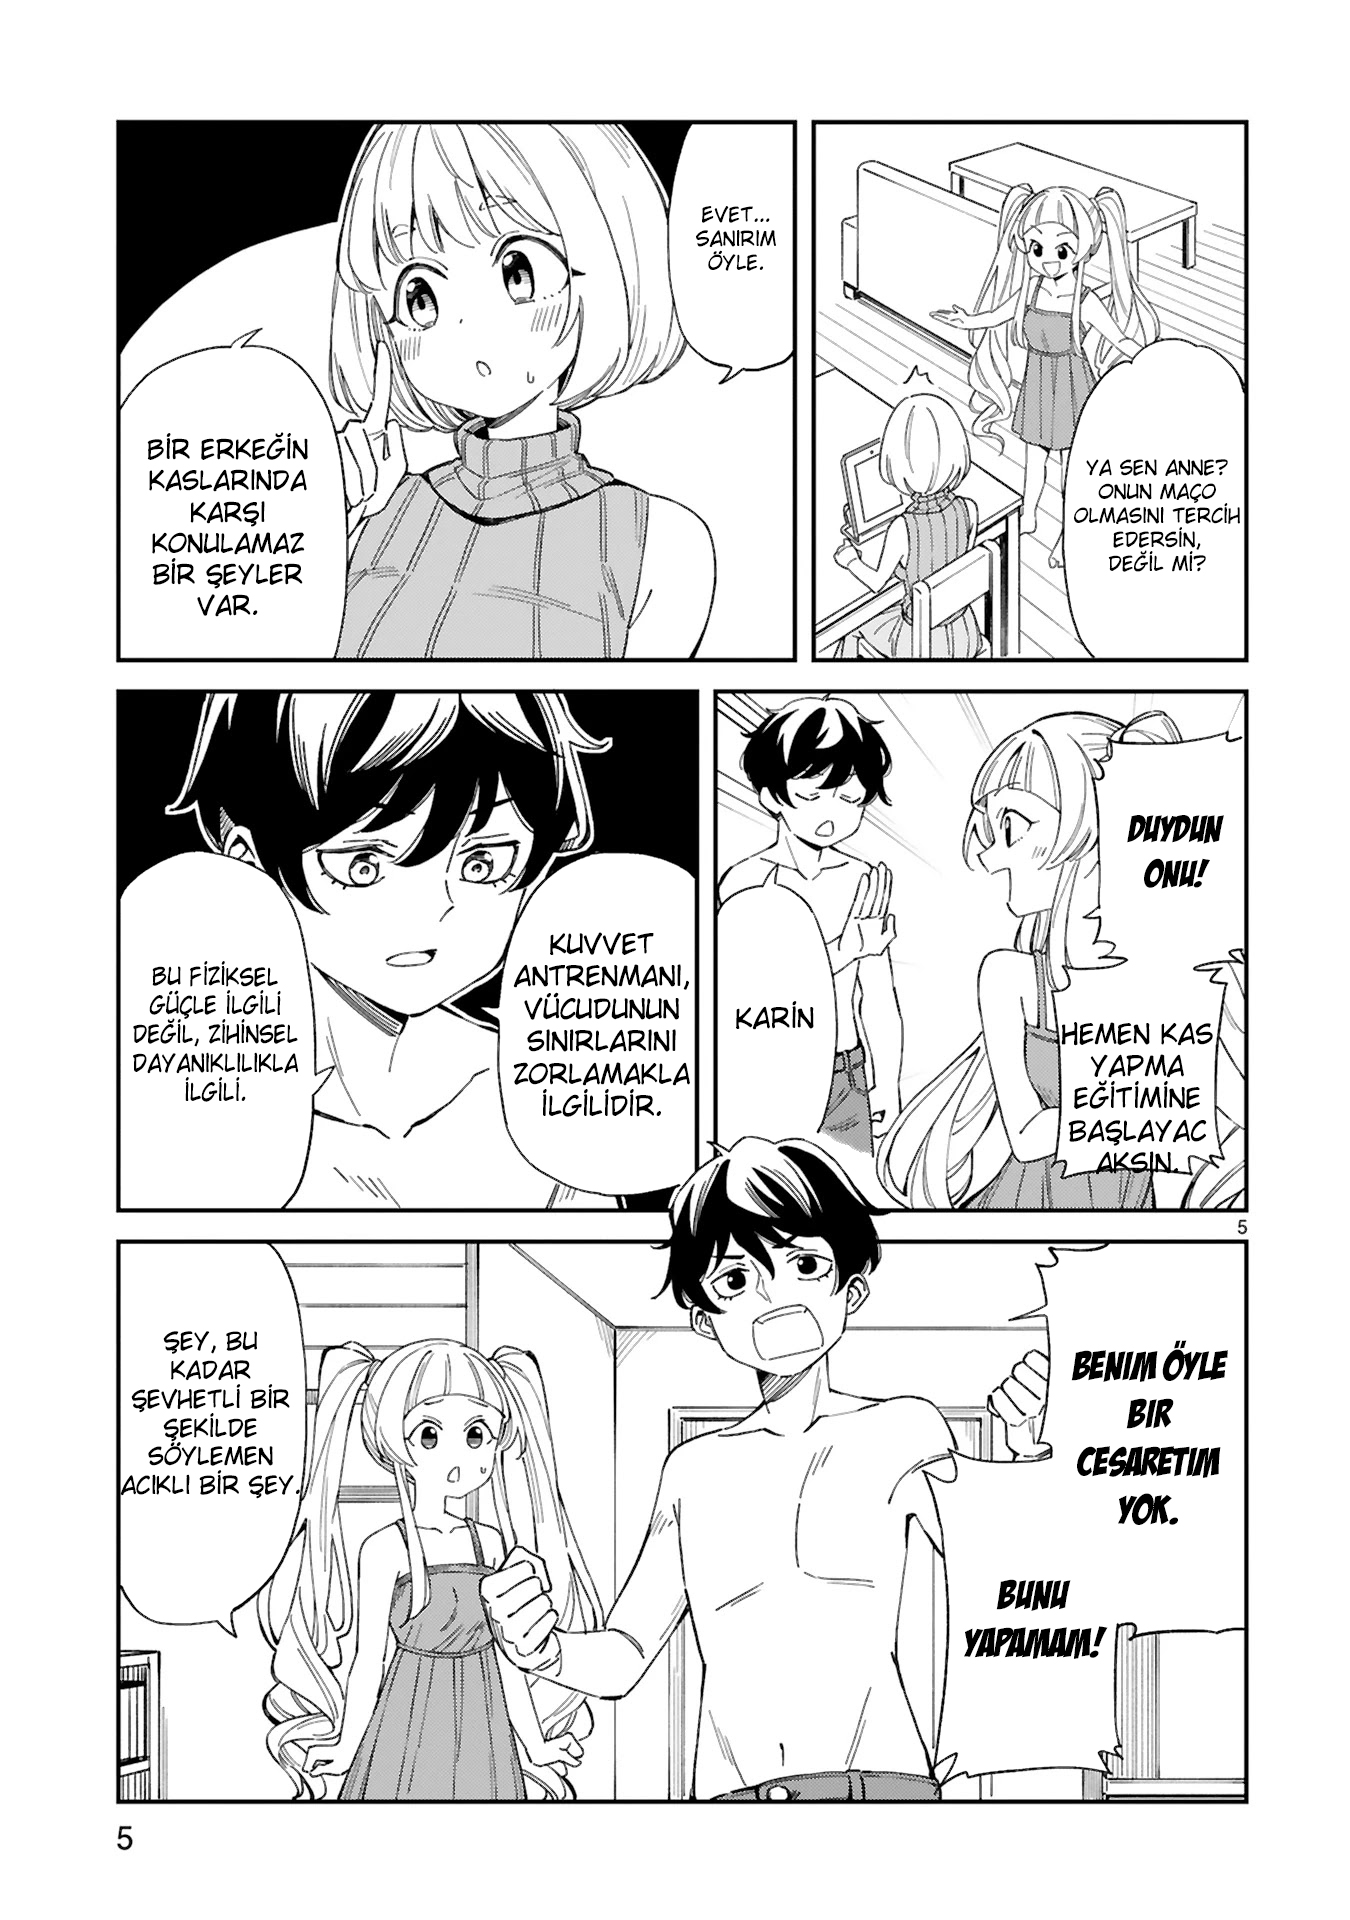 YA SEN ANNE?
ONUN MAÇO
OLMASINI TERCİH
EDERSİN,
DEĞİL Mİ?
EVET...
SANIRIM
ÖYLE.
BİR ERKEĞİN
KASLARINDA
KARŞI
KONULAMAZ
BİR ŞEYLER
VAR.
DUYDUN
ONU!
HEMEN KAS
YAPMA
EĞİTİMİNE
BAŞLAYAC
AKSIN.
KARİN
KUVVET
ANTRENMANI,
VÜCUDUNUN
SINIRLARINI
ZORLAMAKLA
İLGİLİDİR.
BU FİZİKSEL
GÜÇLE İLGİLİ
DEĞİL, ZİHİNSEL
DAYANIKLILIKLA
İLGİLİ.
5
BENIM ÖYLE
BIR
CESARETIM
YOK.
BUNU
YAPAMAM!
ŞEY, BU
KADAR
ŞEVHETLİ BİR
ŞEKİLDE
SÖYLEMEN
ACIKLI BİR ŞEY.
5